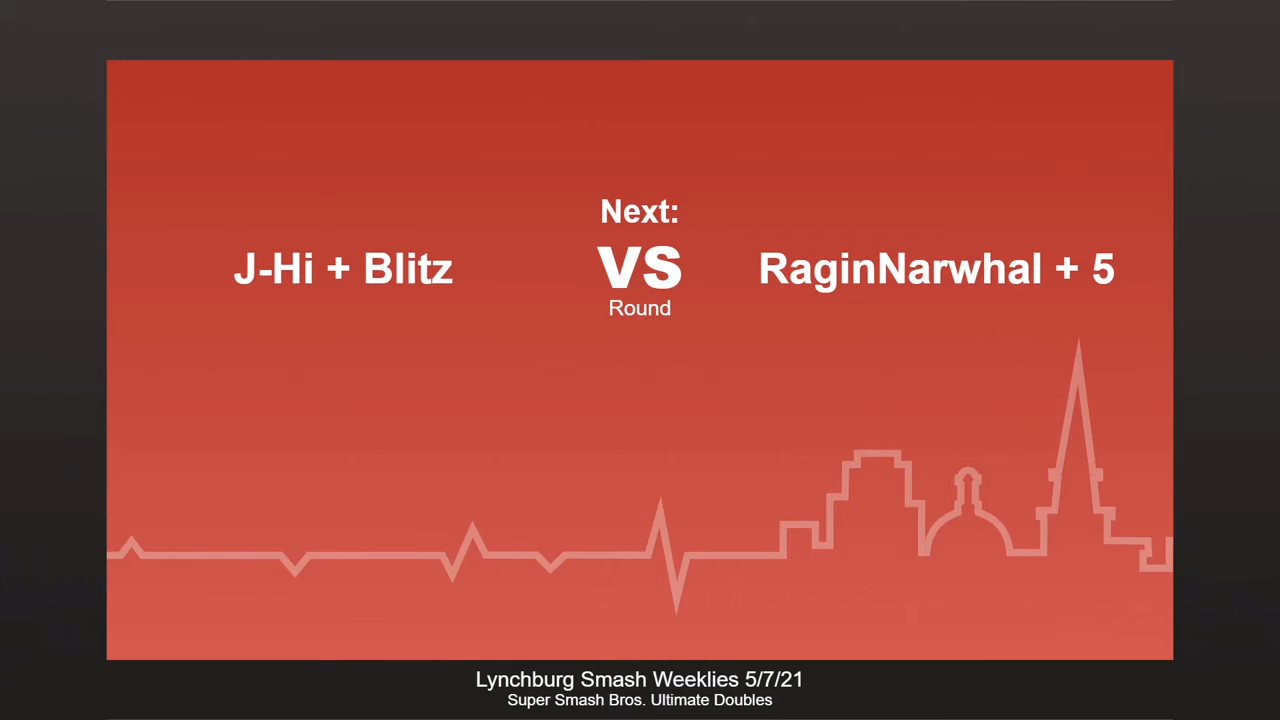 Next:
J-Hi + Blitz
VS
RaginNarwhal + 5
Round
Lynchburg Smash Weeklies 5/7/21
Super Smash Bros. Ultimate Doubles